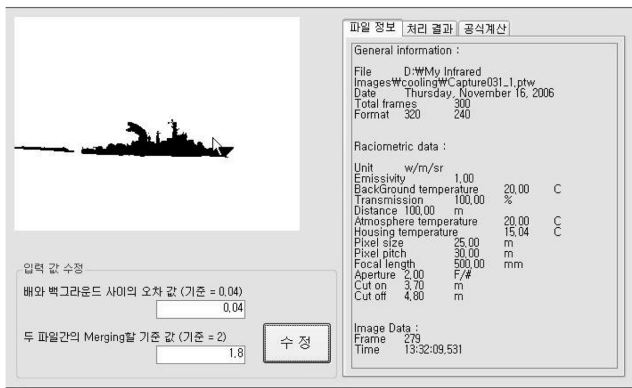 파일 정보 처리 결과 공식계산
General information :
File D:₩My Infrared
Images₩cooling₩Capture031_1.ptw
Date Thursday, November 16, 2006
Total frames 300
Format 320 240
Raciometric data :
Unit w/m/sr
Emissivity 1,00
BackGround temperature 20,00 C
Transmission 100,00 %
Distance 100,00 m
Atmosphere temperature 20,00 C
Housing temperature 15,04 C
Pixel size 25,00 m
Pixel pitch 30,00 m
Focal length 500,00 mm
Aperture 2,00 F/#
Cut on 3,70 m
Cut off 4,80 m
Image Data :
Frame 279
Time 13:32:09,531
입력 값 수정
배와 백그라운드 사이의 오차 값 (기준 = 0,04)
0,04
두 파일간의 Merging할 기준 값 (기준 = 2)
1,8
수 정